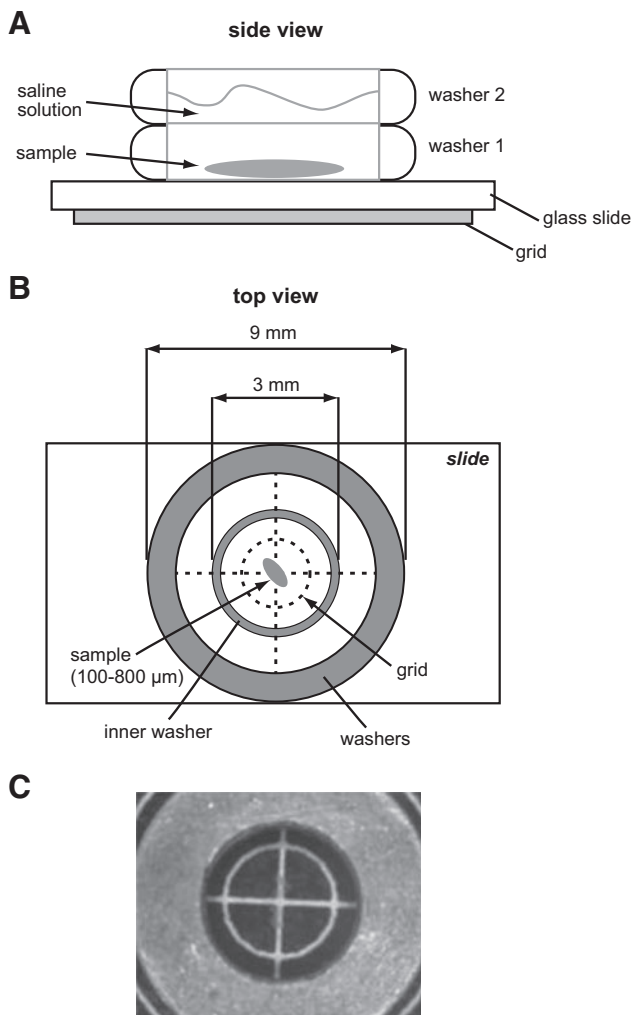 A
side view
saline
solution
washer 2
sample
washer 1
glass slide
grid
B
top view
9 mm
3 mm
slide
sample
(100-800 µm)
grid
inner washer
washers
C